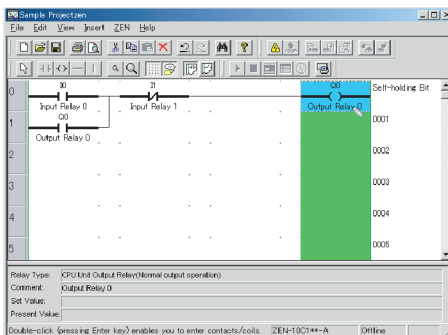 Sample Projectzen
File Edit View Insert ZEN Help
0 I0 I1 Q0 Self-holding Bit
Input Relay 0 Input Relay 1 Output Relay 0
1 Q0 0001
Output Relay 0
2 0002
3 0003
4 0004
5 0005
Relay Type: CPU Unit Output Relay(Normal output operation)
Comment: Output Relay 0
Set Value:
Present Value:
Double-click (pressing Enter key) enables you to enter contacts/coils. ZEN-10C1**-A Offline